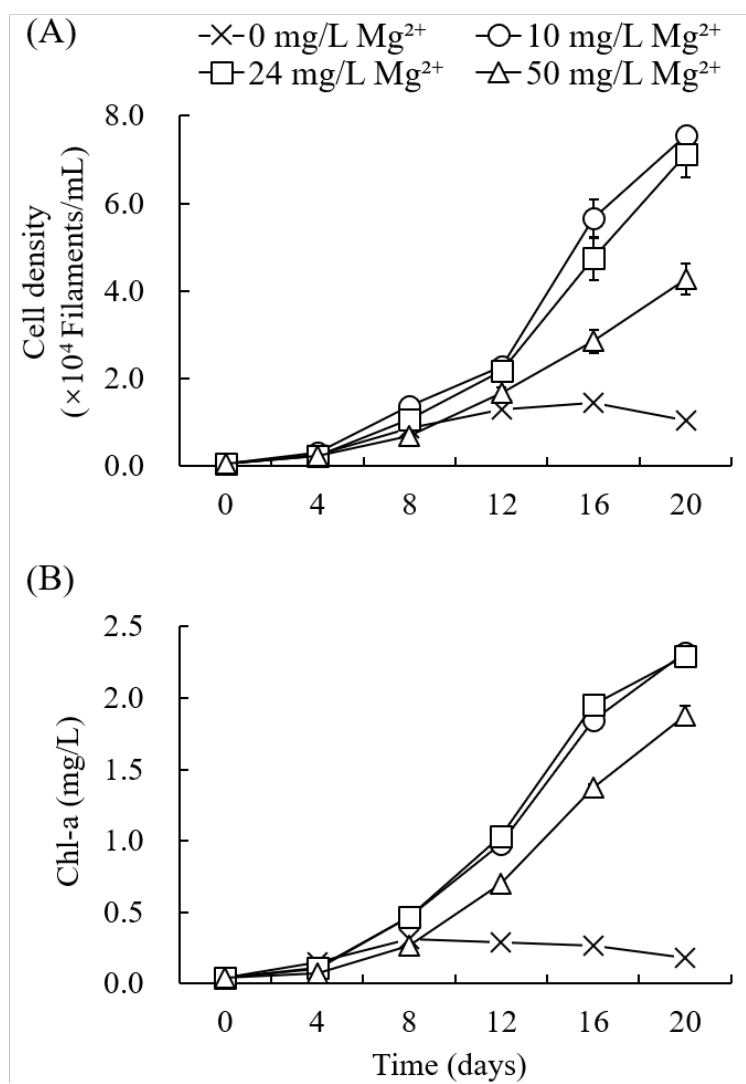 (A)
0 mg/L Mg²⁺ 10 mg/L Mg²⁺
24 mg/L Mg²⁺ 50 mg/L Mg²⁺
8.0
6.0
4.0
2.0
0.0
Cell density
(×10⁴ Filaments/mL)
0 4 8 12 16 20
(B)
2.5
2.0
1.5
1.0
0.5
0.0
Chl-a (mg/L)
0 4 8 12 16 20
Time (days)